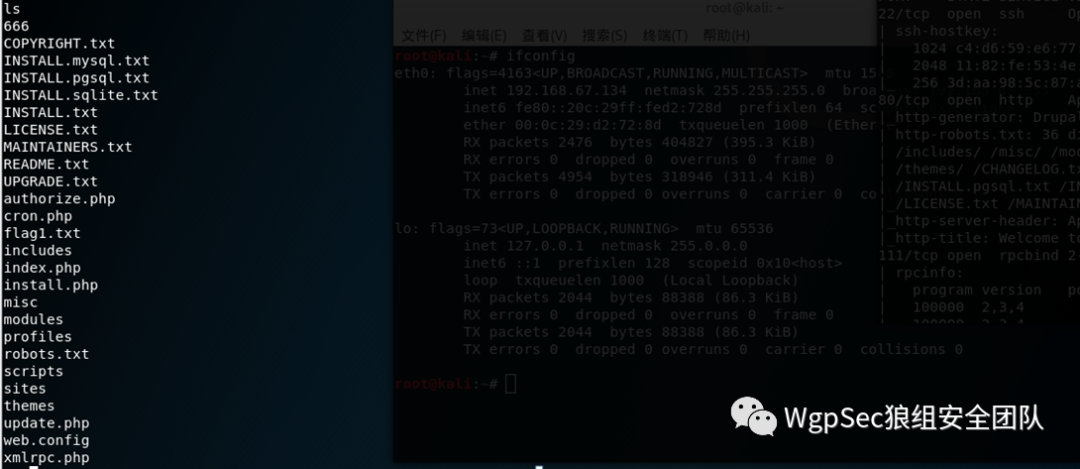 ls
666
COPYRIGHT.txt
INSTALL.mysql.txt
INSTALL.pgsql.txt
INSTALL.sqlite.txt
INSTALL.txt
LICENSE.txt
MAINTAINERS.txt
README.txt
UPGRADE.txt
authorize.php
cron.php
flag1.txt
includes
index.php
install.php
misc
modules
profiles
robots.txt
scripts
sites
themes
update.php
web.config
xmlrpc.php
root@kali: ~
文件(F) 编辑(E) 查看(V) 搜索(S) 终端(T) 帮助(H)
root@kali:~# ifconfig
eth0: flags=4163<UP,BROADCAST,RUNNING,MULTICAST> mtu 15
inet 192.168.67.134 netmask 255.255.255.0 broa
inet6 fe80::20c:29ff:fed2:728d prefixlen 64 sc
ether 00:0c:29:d2:72:8d txqueuelen 1000 (Ether
RX packets 2476 bytes 404827 (395.3 KiB)
RX errors 0 dropped 0 overruns 0 frame 0
TX packets 4954 bytes 318946 (311.4 KiB)
TX errors 0 dropped 0 overruns 0 carrier 0 co
lo: flags=73<UP,LOOPBACK,RUNNING> mtu 65536
inet 127.0.0.1 netmask 255.0.0.0
inet6 ::1 prefixlen 128 scopeid 0x10<host>
loop txqueuelen 1000 (Local Loopback)
RX packets 2044 bytes 88388 (86.3 KiB)
RX errors 0 dropped 0 overruns 0 frame 0
TX packets 2044 bytes 88388 (86.3 KiB)
TX errors 0 dropped 0 overruns 0 carrier 0 collisions 0
root@kali:~#
22/tcp open ssh Op
| ssh-hostkey:
| 1024 c4:d6:59:e6:77
| 2048 11:82:fe:53:4e
|_ 256 3d:aa:98:5c:87:
80/tcp open http Ap
|_http-generator: Drupa
| http-robots.txt: 36 di
| /includes/ /misc/ /mod
| /themes/ /CHANGELOG.tx
| /INSTALL.pgsql.txt /IN
|_/LICENSE.txt /MAINTAIN
|_http-server-header: Ap
|_http-title: Welcome to
111/tcp open rpcbind 2-
| rpcinfo:
| program version po
| 100000 2,3,4
WgpSec狼组安全团队